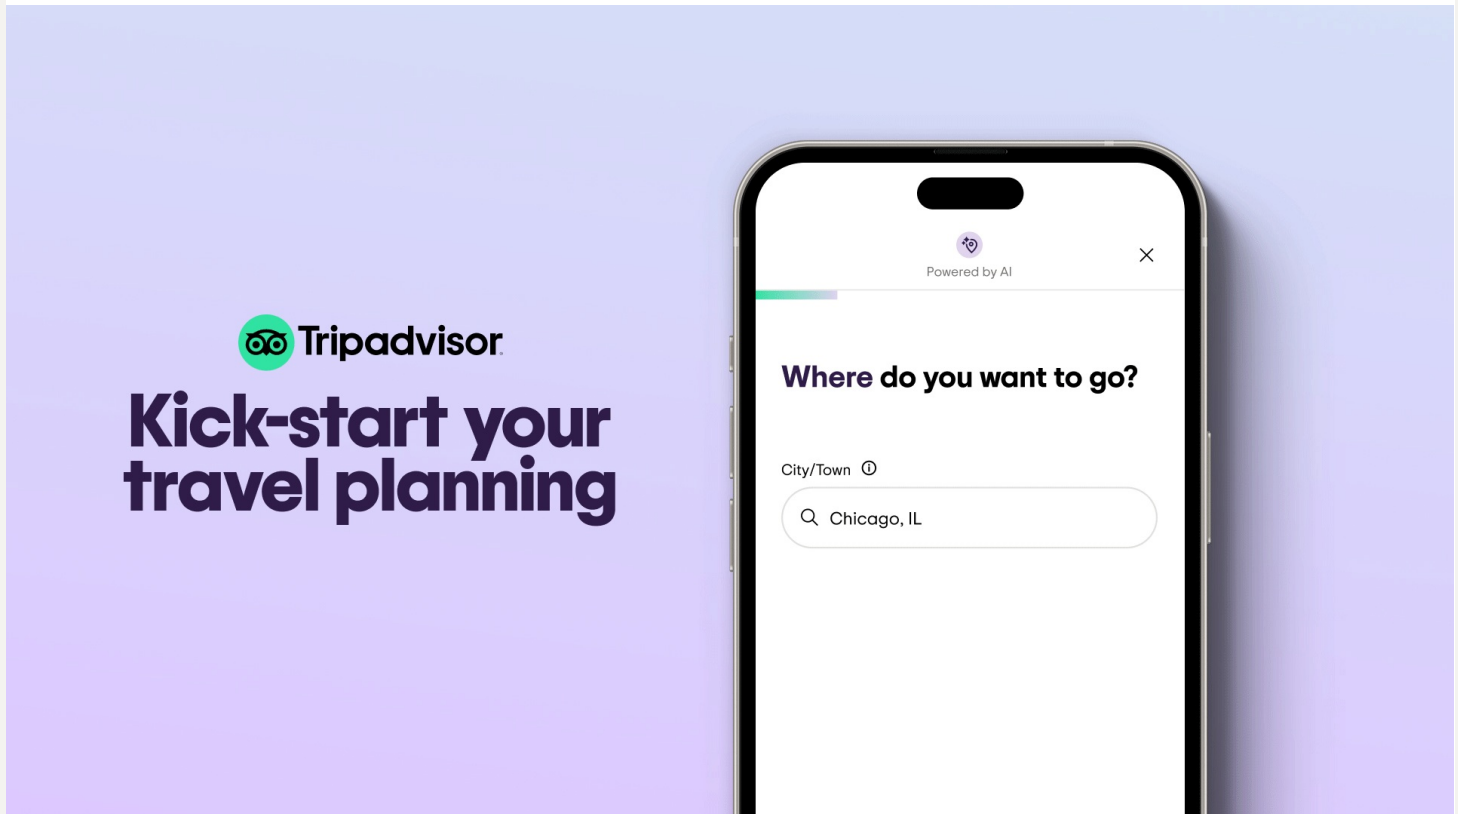 Tripadvisor
Kick-start your
travel planning
Powered by AI
Where do you want to go?
City/Town
Chicago, IL